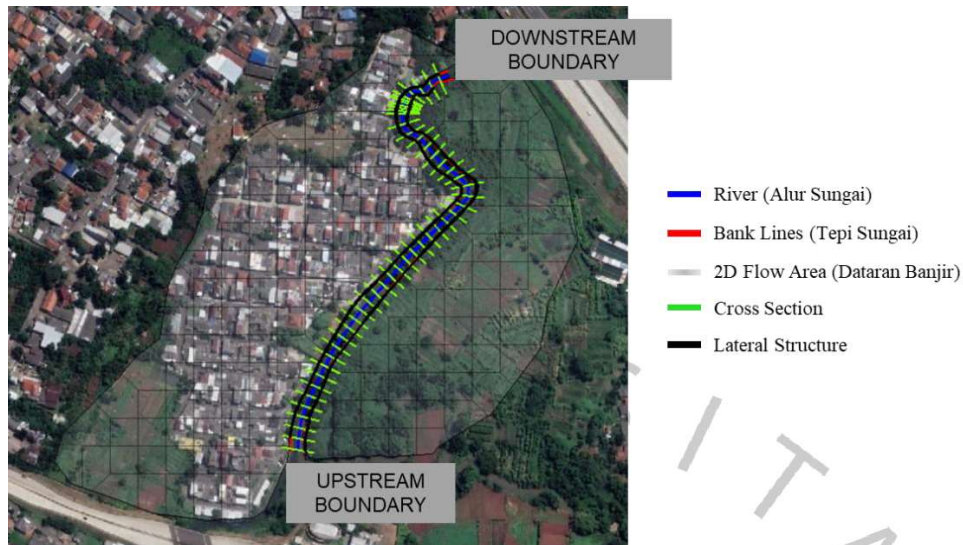 DOWNSTREAM
BOUNDARY
River (Alur Sungai)
Bank Lines (Tepi Sungai)
2D Flow Area (Dataran Banjir)
Cross Section
Lateral Structure
UPSTREAM
BOUNDARY
S I T A